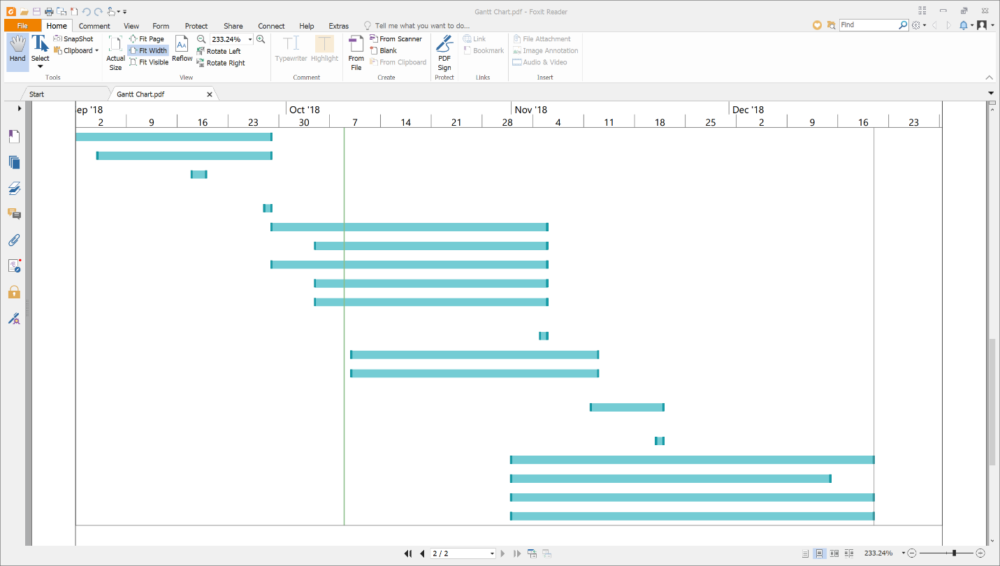 Gantt Chart.pdf - Foxit Reader
File Home Comment View Form Protect Share Connect Help Extras Tell me what you want to do... Find
Hand
Select
SnapShot
Clipboard
Tools
Actual Size
Fit Page
Fit Width
Fit Visible
Reflow
233.24%
Rotate Left
Rotate Right
View
Typewriter
Highlight
Comment
From File
From Scanner
Blank
From Clipboard
Create
PDF Sign
Protect
Link
Bookmark
Links
File Attachment
Image Annotation
Audio & Video
Insert
Start Gantt Chart.pdf
ep '18 Oct '18 Nov '18 Dec '18
2 9 16 23 30 7 14 21 28 4 11 18 25 2 9 16 23
2 / 2 233.24%